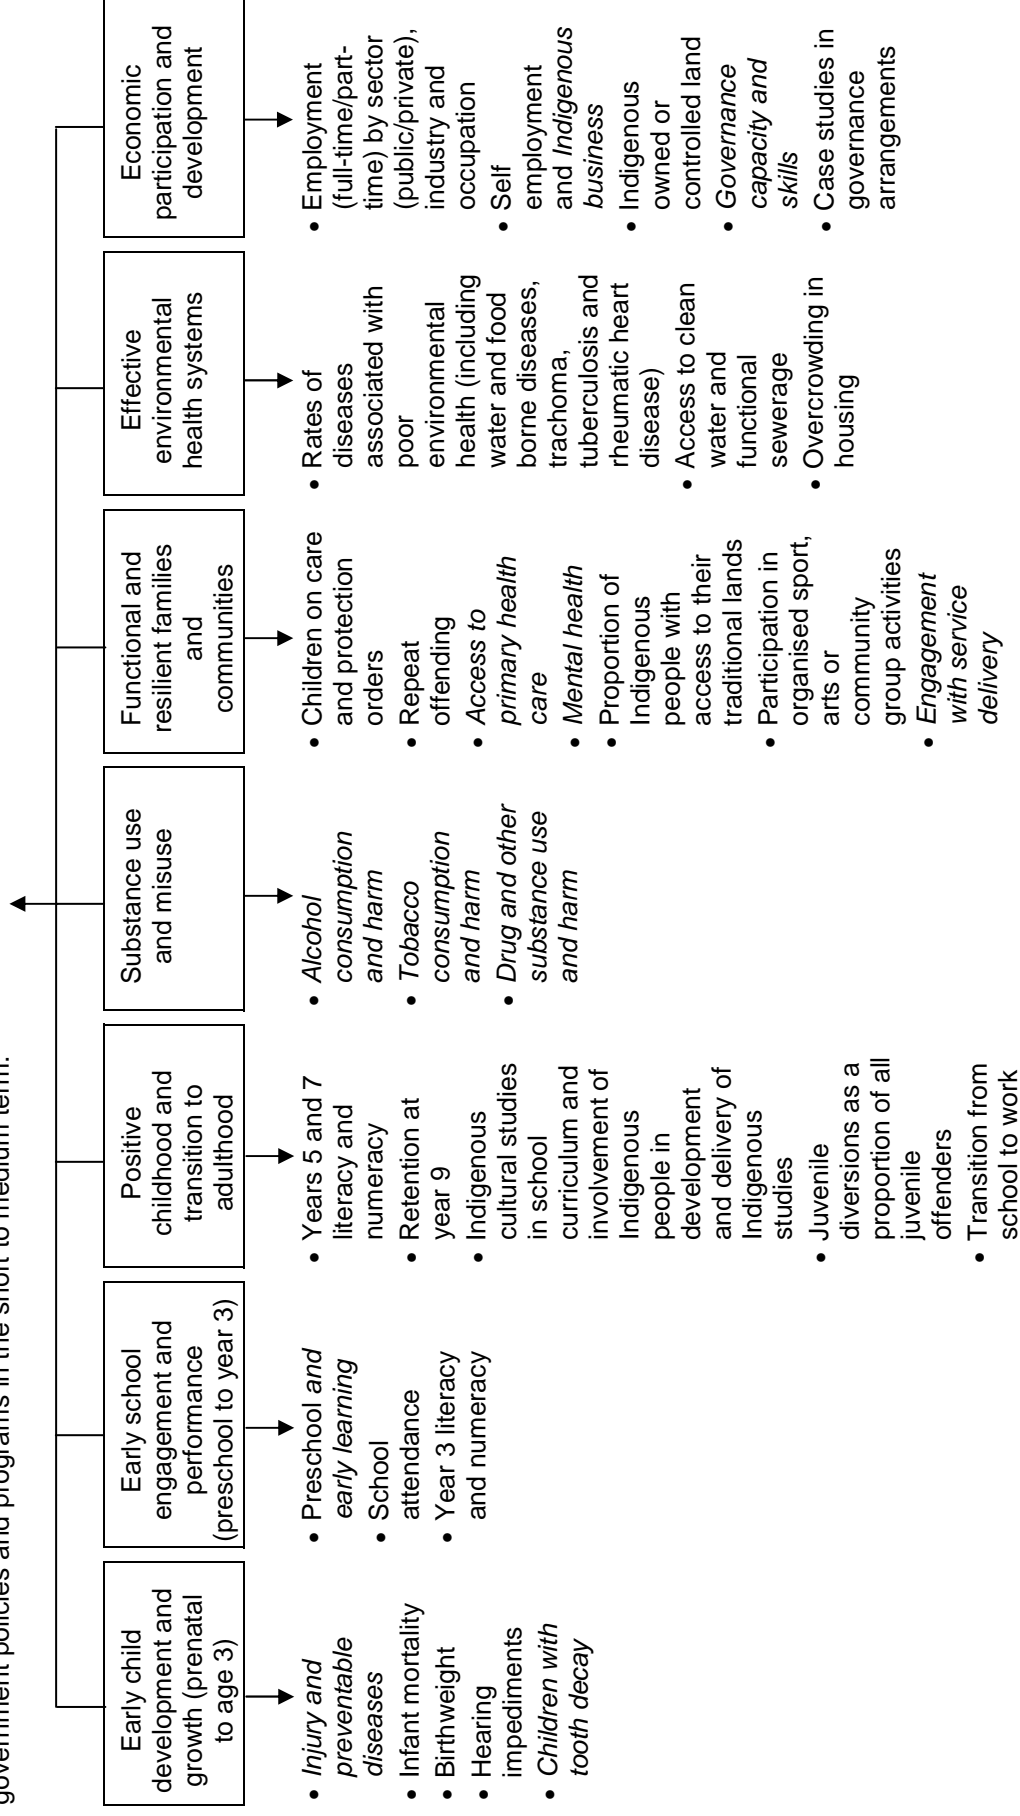 government policies and programs in the short to medium term.
Early child
development and
growth (prenatal
to age 3)
• Injury and
preventable
diseases
• Infant mortality
• Birthweight
• Hearing
impediments
• Children with
tooth decay
Early school
engagement and
performance
(preschool to year 3)
• Preschool and
early learning
• School
attendance
• Year 3 literacy
and numeracy
Positive
childhood and
transition to
adulthood
• Years 5 and 7
literacy and
numeracy
• Retention at
year 9
• Indigenous
cultural studies
in school
curriculum and
involvement of
Indigenous
people in
development
and delivery of
Indigenous
studies
• Juvenile
diversions as a
proportion of all
juvenile
offenders
• Transition from
school to work
Substance use
and misuse
• Alcohol
consumption
and harm
• Tobacco
consumption
and harm
• Drug and other
substance use
and harm
Functional and
resilient families
and
communities
• Children on care
and protection
orders
• Repeat
offending
• Access to
primary health
care
• Mental health
• Proportion of
Indigenous
people with
access to their
traditional lands
• Participation in
organised sport,
arts or
community
group activities
• Engagement
with service
delivery
Effective
environmental
health systems
• Rates of
diseases
associated with
poor
environmental
health (including
water and food
borne diseases,
trachoma,
tuberculosis and
rheumatic heart
disease)
• Access to clean
water and
functional
sewerage
• Overcrowding in
housing
Economic
participation and
development
• Employment
(full-time/part-
time) by sector
(public/private),
industry and
occupation
• Self
employment
and Indigenous
business
• Indigenous
owned or
controlled land
• Governance
capacity and
skills
• Case studies in
governance
arrangements